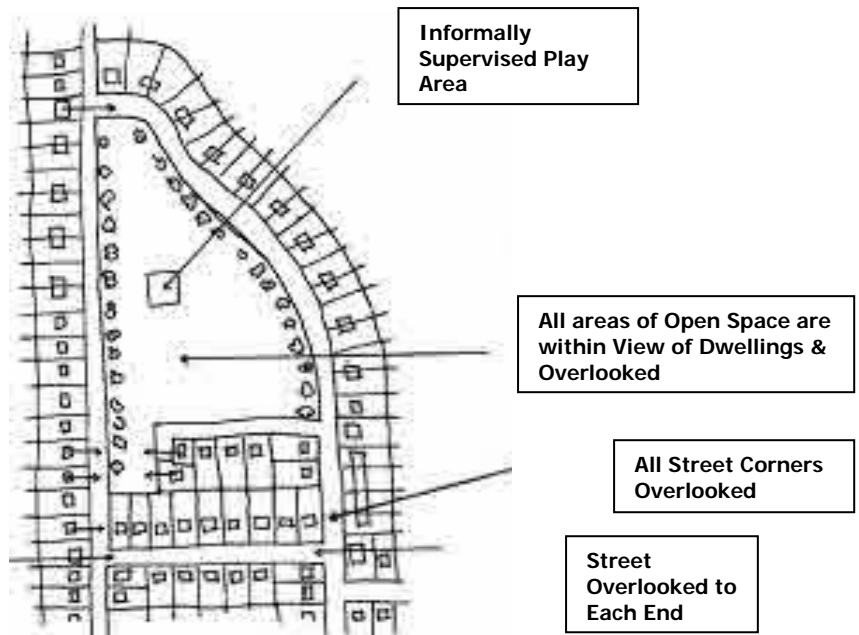 Informally
Supervised Play
Area
All areas of Open Space are
within View of Dwellings &
Overlooked
All Street Corners
Overlooked
Street
Overlooked to
Each End